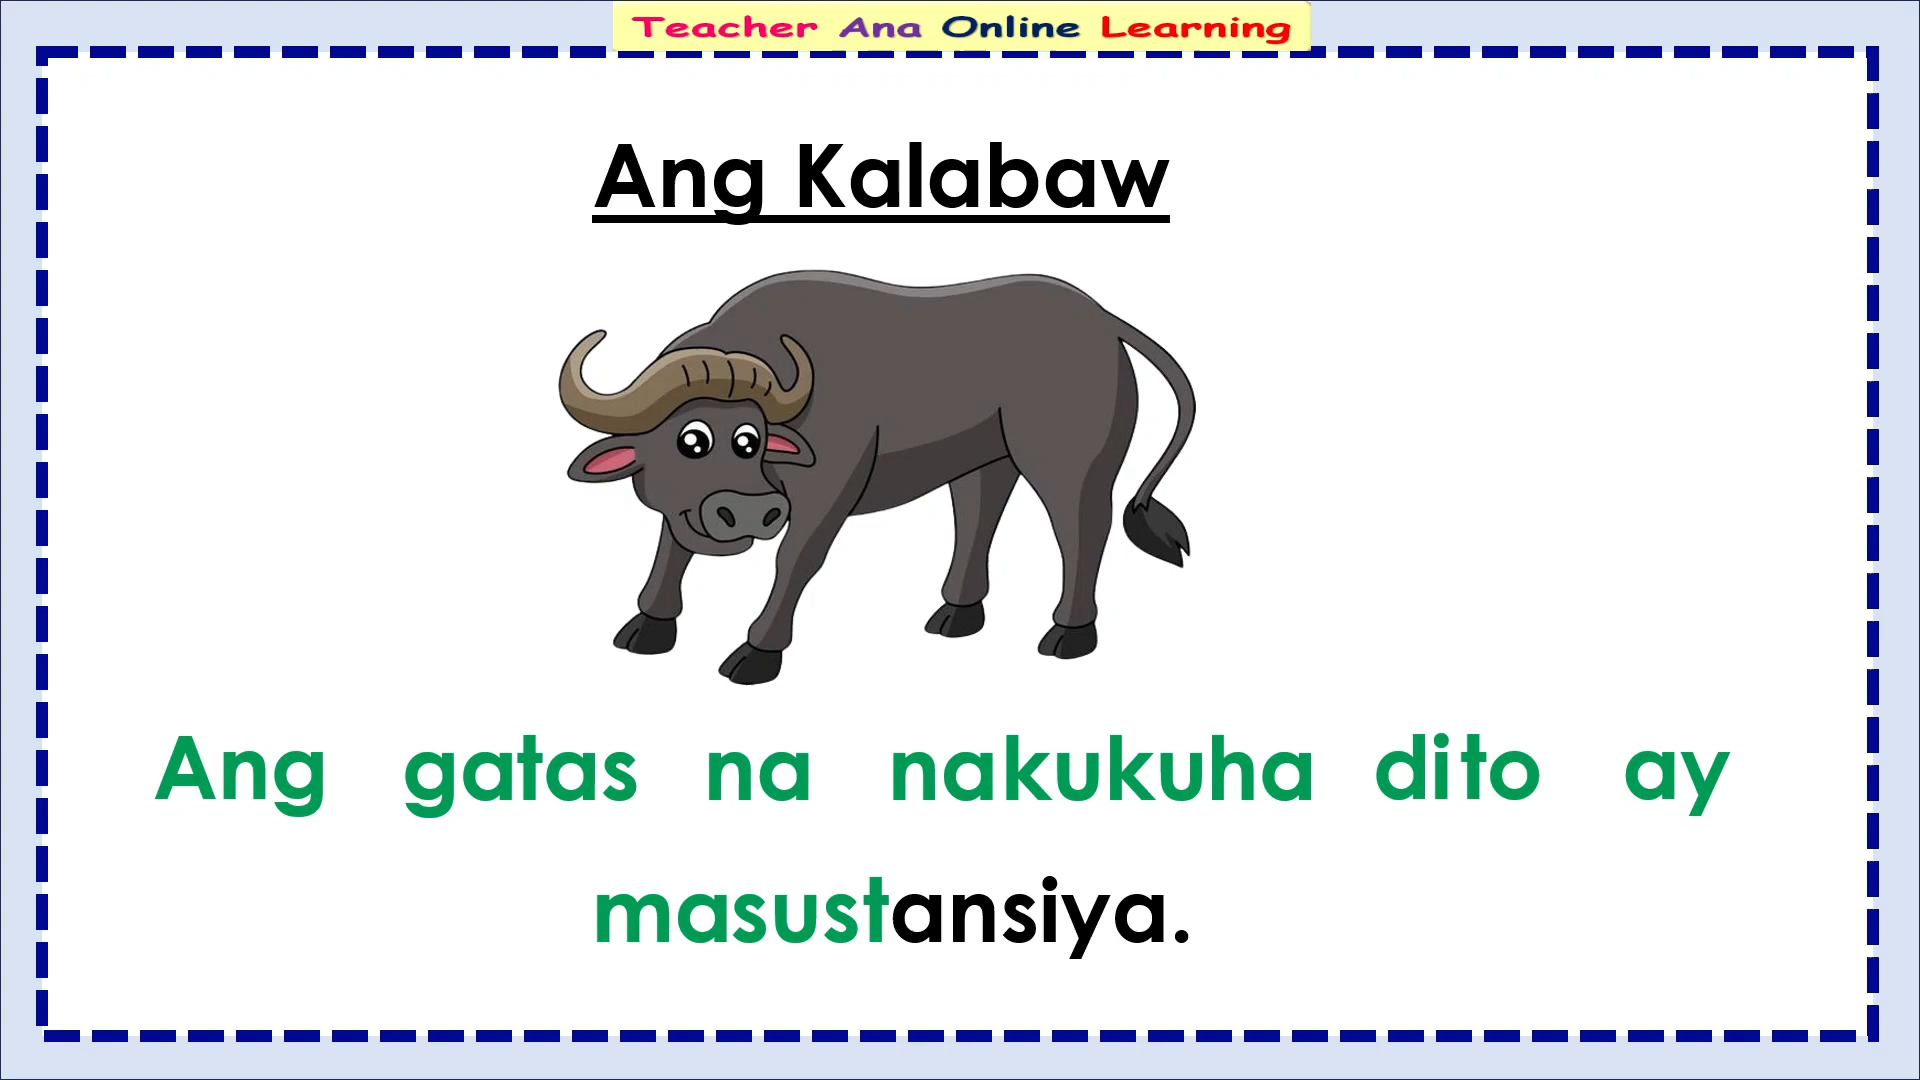 Teacher Ana Online Learning
Ang Kalabaw
Ang gatas na nakukuha dito ay
masustansiya.